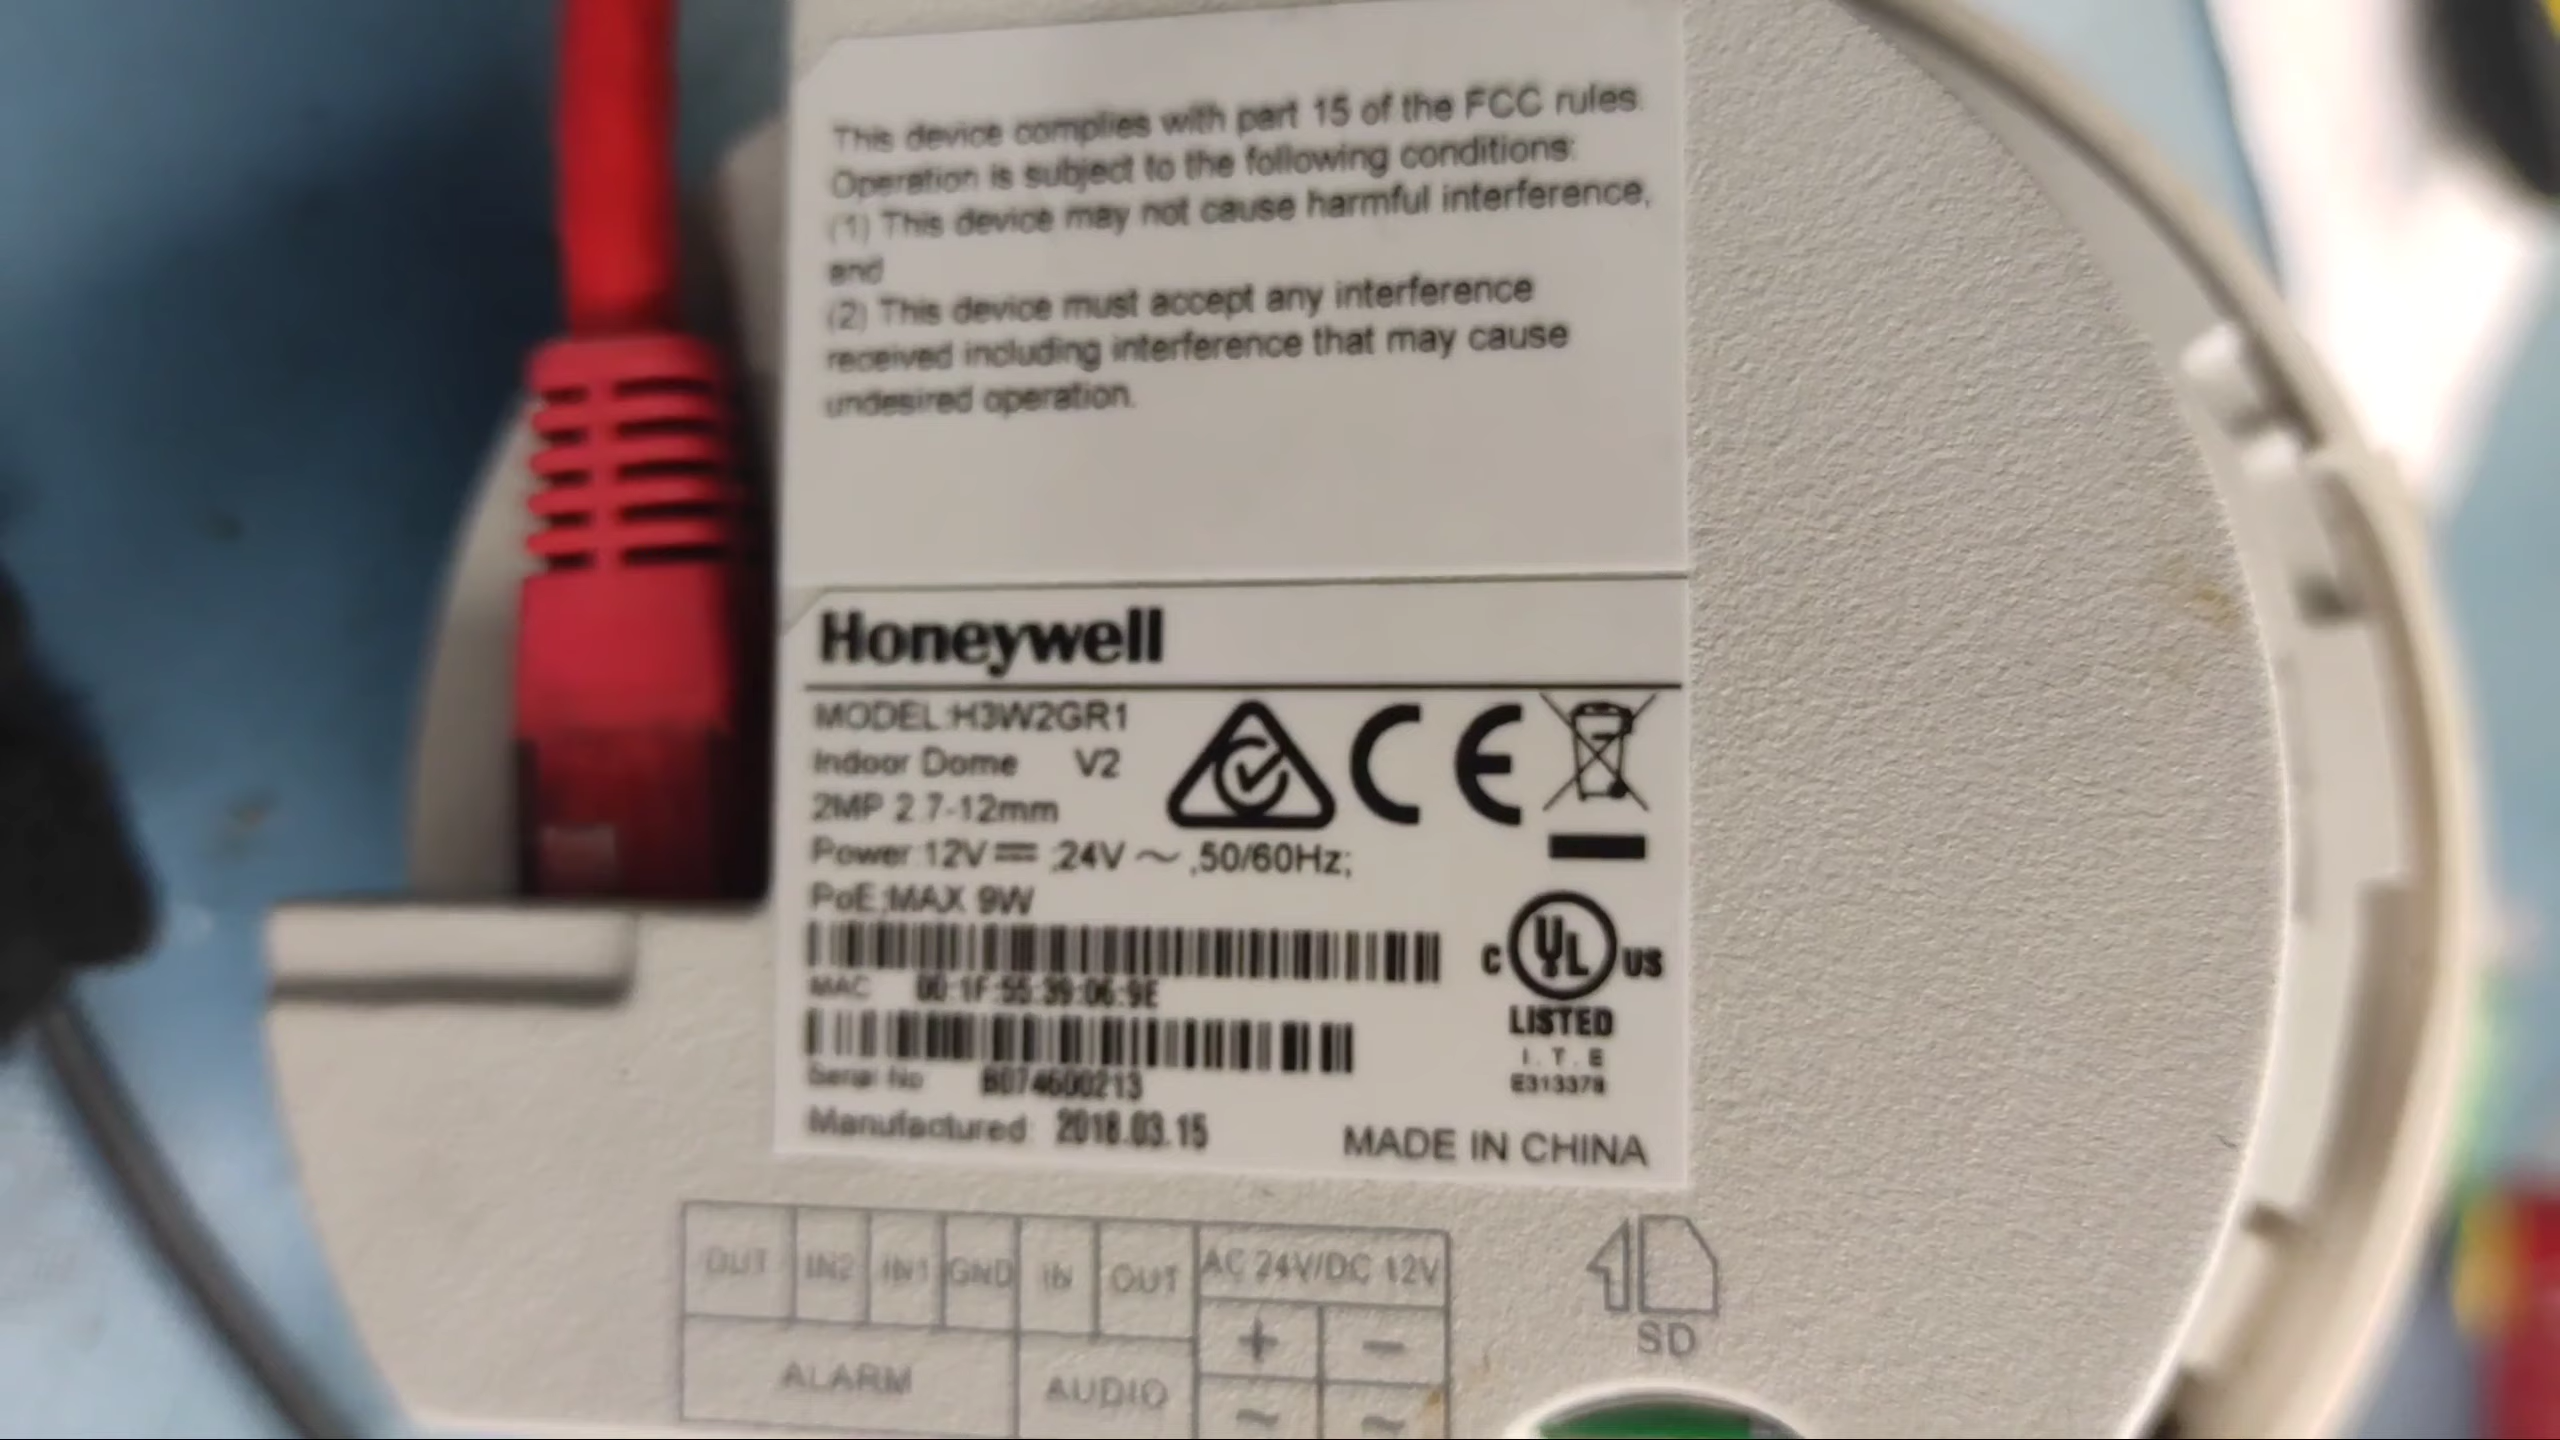 This device complies with part 15 of the FCC rules.
Operation is subject to the following conditions:
(1) This device may not cause harmful interference,
and
(2) This device must accept any interference
received including interference that may cause
undesired operation.
Honeywell
MODEL:H3W2GR1
Indoor Dome V2
2MP 2.7-12mm
Power:12V⎓ ,24V～ ,50/60Hz;
PoE:MAX 9W
MAC 00:1F:55:39:06:9E
Serial No B074600213
Manufactured 2018.03.15
C UL US
LISTED
I.T.E
E313378
MADE IN CHINA
OUT IN2 IN1 GND IN OUT AC 24V/DC 12V
+ −
ALARM AUDIO ~ ~
SD